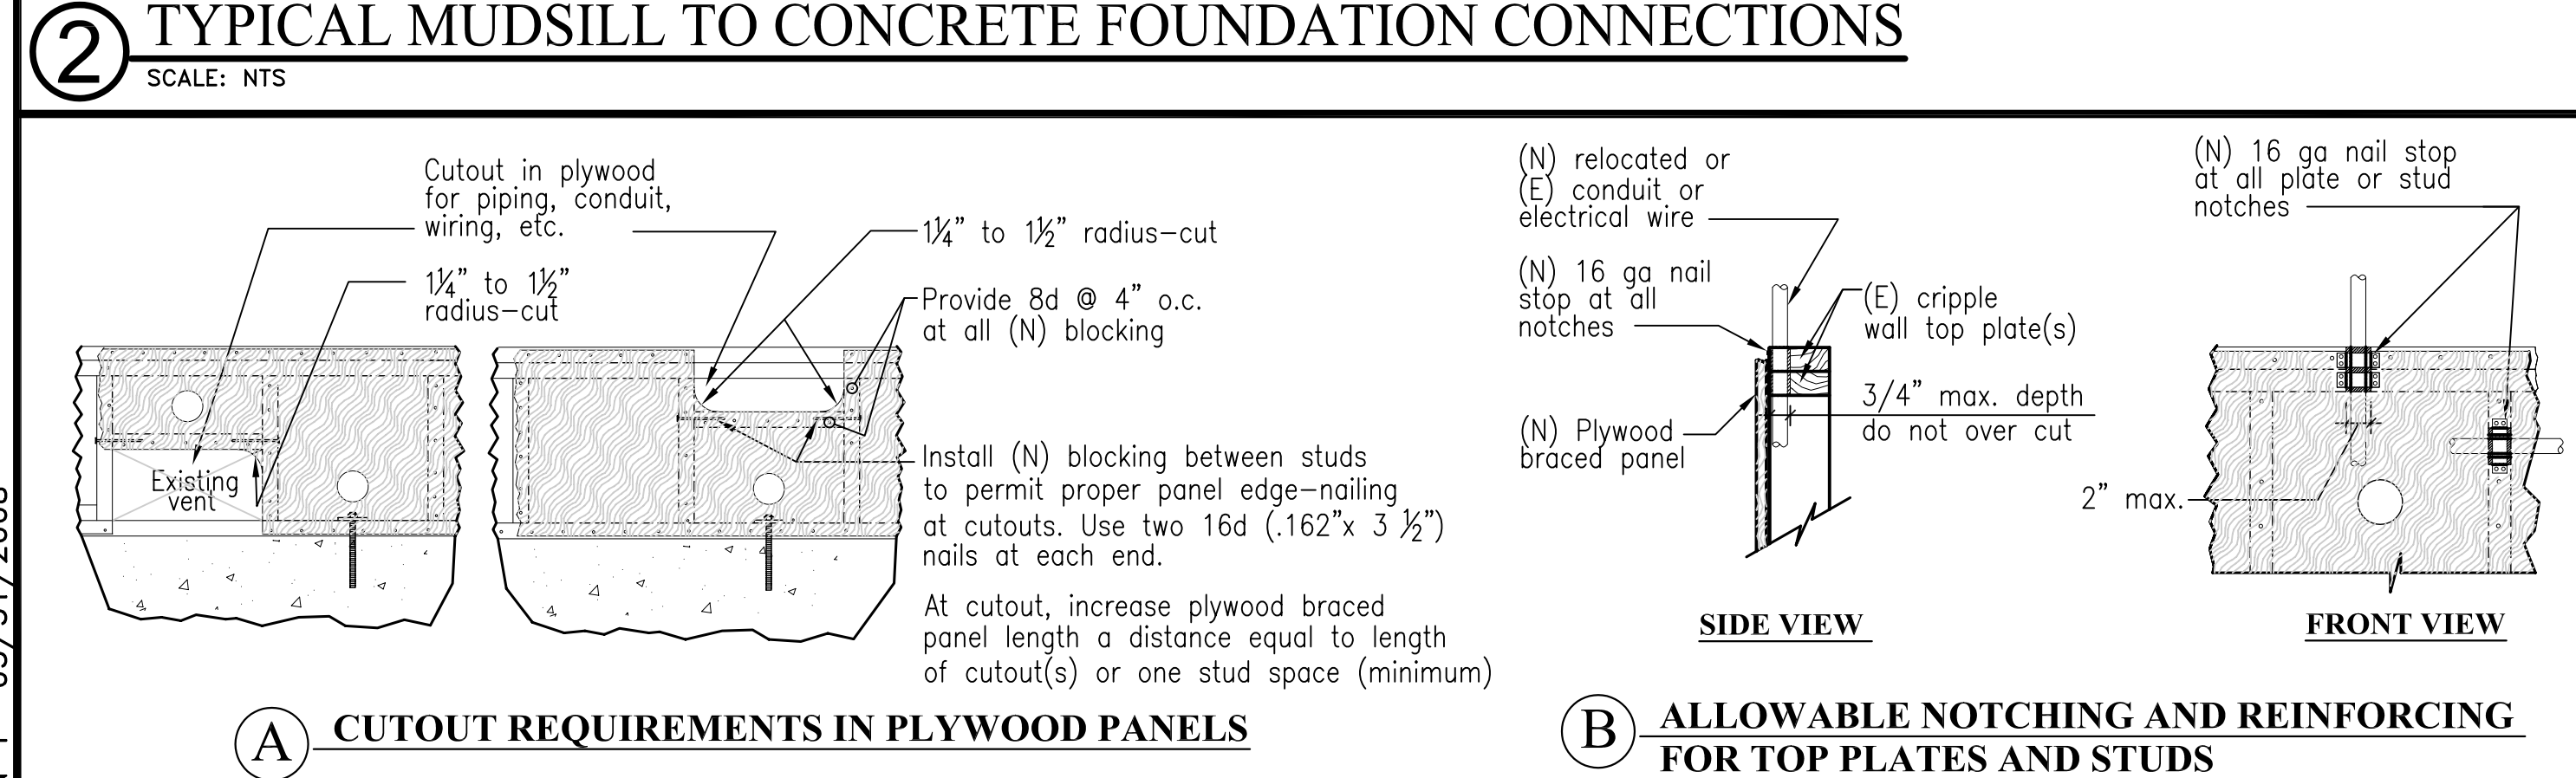 2
TYPICAL MUDSILL TO CONCRETE FOUNDATION CONNECTIONS
SCALE: NTS
Cutout in plywood
for piping, conduit,
wiring, etc.
1¼" to 1½"
radius-cut
Existing
vent
1¼" to 1½" radius-cut
Provide 8d @ 4" o.c.
at all (N) blocking
Install (N) blocking between studs
to permit proper panel edge-nailing
at cutouts. Use two 16d (.162"x 3 ½")
nails at each end.
At cutout, increase plywood braced
panel length a distance equal to length
of cutout(s) or one stud space (minimum)
A
CUTOUT REQUIREMENTS IN PLYWOOD PANELS
(N) relocated or
(E) conduit or
electrical wire
(N) 16 ga nail
stop at all
notches
(N) Plywood
braced panel
(E) cripple
wall top plate(s)
3/4" max. depth
do not over cut
SIDE VIEW
(N) 16 ga nail stop
at all plate or stud
notches
2" max.
FRONT VIEW
B
ALLOWABLE NOTCHING AND REINFORCING
FOR TOP PLATES AND STUDS